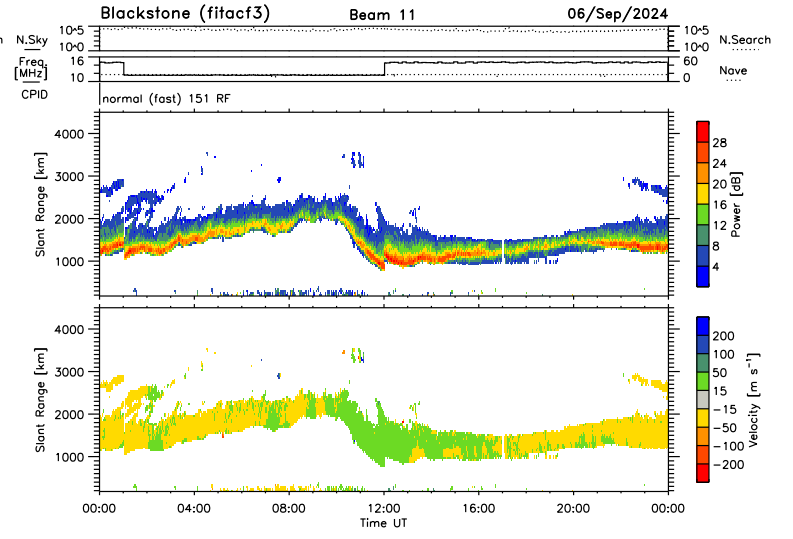 Blackstone (fitacf3) Beam 11 06/Sep/2024
n N.Sky 10^5 10^0 10^5 10^0 N.Search
Freq. [MHz] 16 10 60 0 Nave
CPID normal (fast) 151 RF
Slant Range [km] 4000 3000 2000 1000
28
24
20
16
12
8
4
Power [dB]
Slant Range [km] 4000 3000 2000 1000
200
100
50
15
-15
-50
-100
-200
Velocity [m s⁻¹]
00:00 04:00 08:00 12:00 16:00 20:00 00:00
Time UT